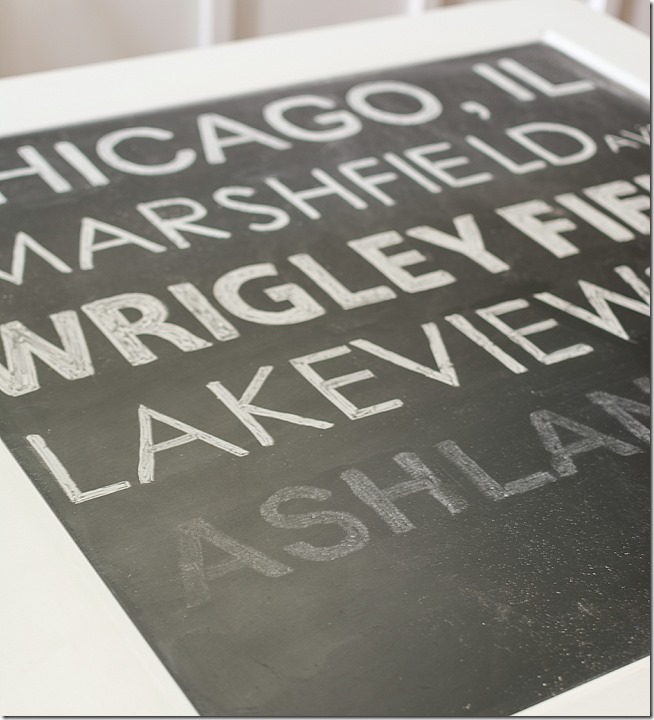 HICAGO, IL
MARSHFIELD AV
WRIGLEY FIE
LAKEVIEW
ASHLAN